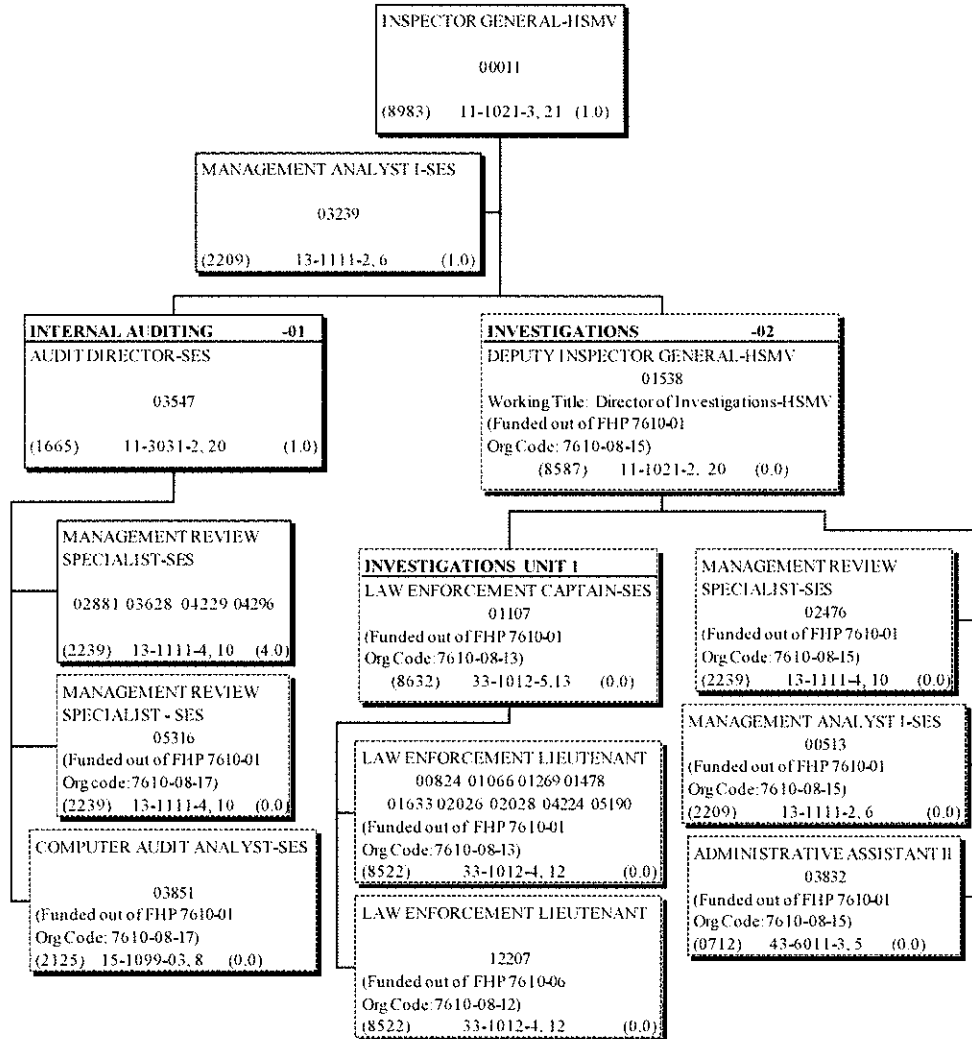 INSPECTOR GENERAL-HSMV
00011
(8983) 11-1021-3, 21 (1.0)
MANAGEMENT ANALYST I-SES
03239
(2209) 13-1111-2, 6 (1.0)
INTERNAL AUDITING -01
AUDIT DIRECTOR-SES
03547
(1665) 11-3031-2, 20 (1.0)
INVESTIGATIONS -02
DEPUTY INSPECTOR GENERAL-HSMV
01538
Working Title: Director of Investigations-HSMV
(Funded out of FHP 7610-01
Org Code: 7610-08-15)
(8587) 11-1021-2, 20 (0.0)
MANAGEMENT REVIEW
SPECIALIST-SES
02881 03628 04229 04296
(2239) 13-1111-4, 10 (4.0)
MANAGEMENT REVIEW
SPECIALIST - SES
05316
(Funded out of FHP 7610-01
Org code: 7610-08-17)
(2239) 13-1111-4, 10 (0.0)
COMPUTER AUDIT ANALYST-SES
03851
(Funded out of FHP 7610-01
Org Code: 7610-08-17)
(2125) 15-1099-03, 8 (0.0)
INVESTIGATIONS UNIT 1
LAW ENFORCEMENT CAPTAIN-SES
01107
(Funded out of FHP 7610-01
Org Code: 7610-08-13)
(8632) 33-1012-5, 13 (0.0)
LAW ENFORCEMENT LIEUTENANT
00824 01066 01269 01478
01633 02026 02028 04224 05190
(Funded out of FHP 7610-01
Org Code: 7610-08-13)
(8522) 33-1012-4, 12 (0.0)
LAW ENFORCEMENT LIEUTENANT
12207
(Funded out of FHP 7610-06
Org Code: 7610-08-12)
(8522) 33-1012-4, 12 (0.0)
MANAGEMENT REVIEW
SPECIALIST-SES
02476
(Funded out of FHP 7610-01
Org Code: 7610-08-15)
(2239) 13-1111-4, 10 (0.0)
MANAGEMENT ANALYST I-SES
00513
(Funded out of FHP 7610-01
Org Code: 7610-08-15)
(2209) 13-1111-2, 6 (0.0)
ADMINISTRATIVE ASSISTANT II
03832
(Funded out of FHP 7610-01
Org Code: 7610-08-15)
(0712) 43-6011-3, 5 (0.0)